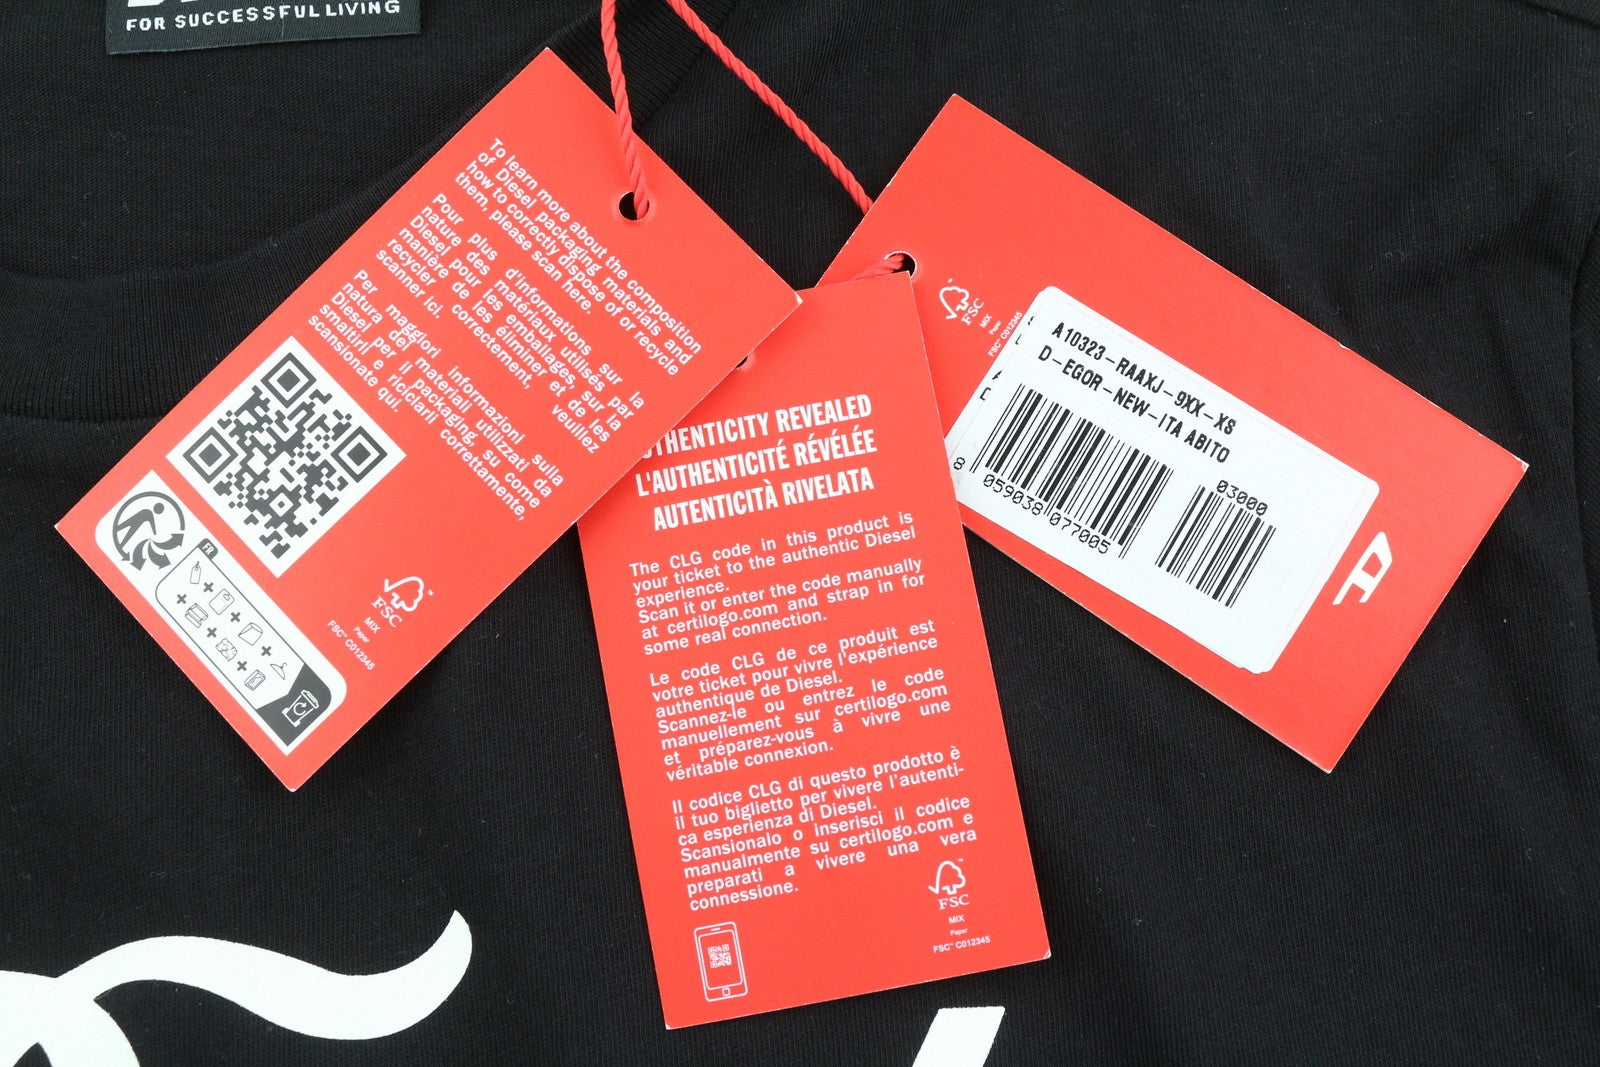 FOR SUCCESSFUL LIVING
To learn more about the composition
of Diesel packaging materials and
how to correctly dispose of or recycle
them, please scan here.
Pour plus d'informations sur la
nature des matériaux utilisés par
Diesel pour les emballages, sur la
manière de les éliminer et de les
recycler correctement, veuillez
scanner ici.
Per maggiori informazioni sulla
natura dei materiali utilizzati da
Diesel per il packaging, su come
smaltirli e riciclarli correttamente,
scansionate qui.
FR
FSC
MIX
Paper
FSC™ C012345
AUTHENTICITY REVEALED
L'AUTHENTICITÉ RÉVÉLÉE
AUTENTICITÀ RIVELATA
The CLG code in this product is
your ticket to the authentic Diesel
experience.
Scan it or enter the code manually
at certilogo.com and strap in for
some real connection.
Le code CLG de ce produit est
votre ticket pour vivre l'expérience
authentique de Diesel.
Scannez-le ou entrez le code
manuellement sur certilogo.com
et préparez-vous à vivre une
véritable connexion.
Il codice CLG di questo prodotto è
il tuo biglietto per vivere l'autenti-
ca esperienza di Diesel.
Scansionalo o inserisci il codice
manualmente su certilogo.com e
preparati a vivere una vera
connessione.
FSC
MIX
Paper
FSC™ C012345
FSC
MIX
Paper
FSC™ C012345
A10323-RAAXJ-9XX-XS
D-EGOR-NEW-ITA ABITO
03000
8 059038 077005
D